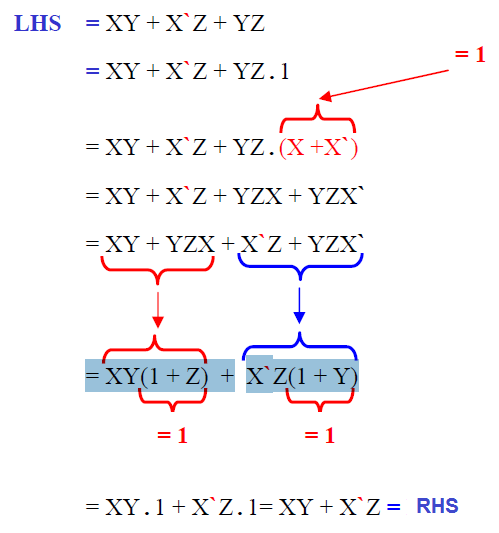 LHS = XY + X`Z + YZ
= XY + X`Z + YZ.1
= 1
= XY + X`Z + YZ.(X +X`)
= XY + X`Z + YZX + YZX`
= XY + YZX + X`Z + YZX`
= XY(1 + Z) + X`Z(1 + Y)
= 1 = 1
= XY.1 + X`Z.1= XY + X`Z = RHS